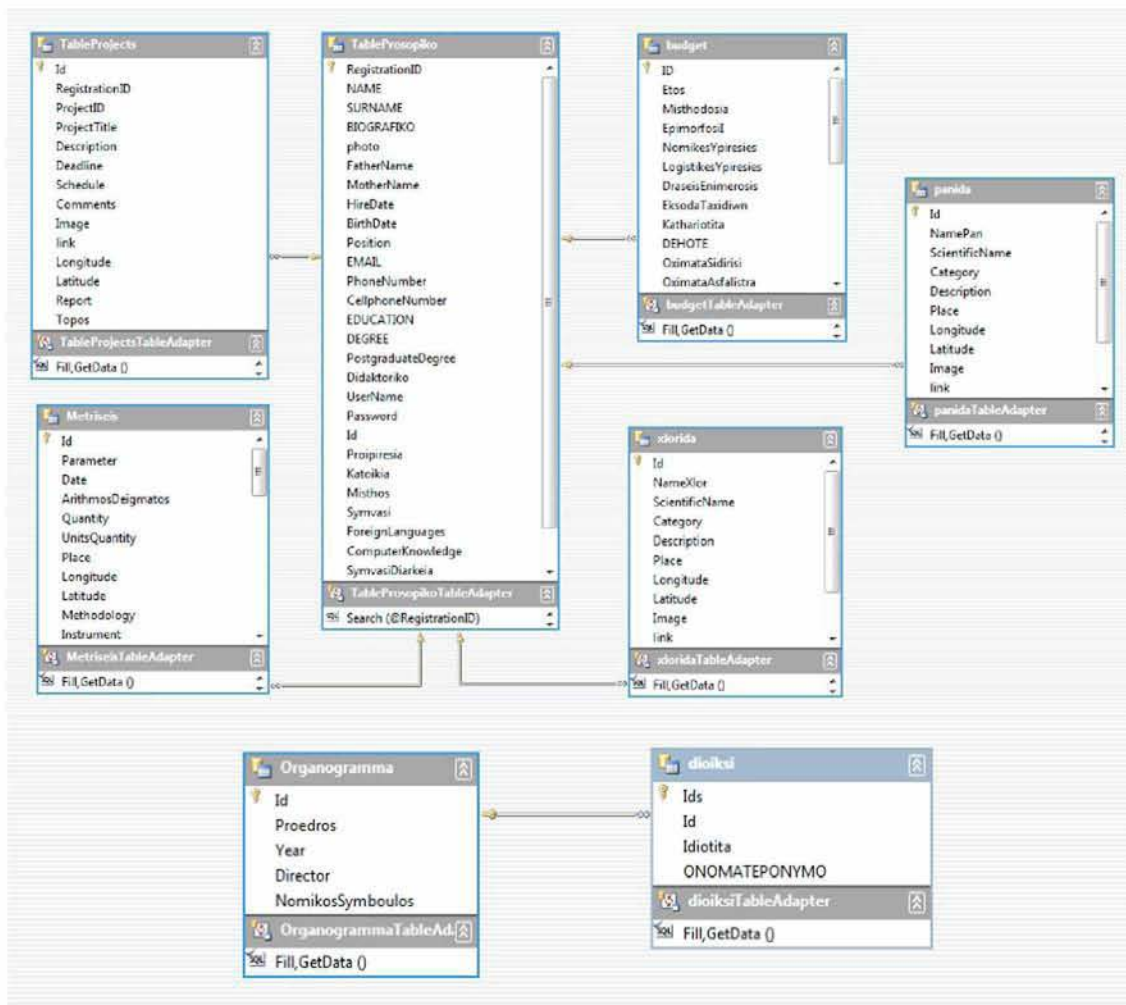 TableProjects
Id
RegistrationID
ProjectID
ProjectTitle
Description
Deadline
Schedule
Comments
Image
link
Longitude
Latitude
Report
Topos
TableProjectsTableAdapter
Fill,GetData ()
TableProsopiko
RegistrationID
NAME
SURNAME
BIOGRAFIKO
photo
FatherName
MotherName
HireDate
BirthDate
Position
EMAIL
PhoneNumber
CellphoneNumber
EDUCATION
DEGREE
PostgraduateDegree
Didaktoriko
UserName
Password
Id
Proipiresia
Katoikia
Misthos
Symvasi
ForeignLanguages
ComputerKnowledge
SymvasiDiarkeia
TableProsopikoTableAdapter
Search (@RegistrationID)
budget
ID
Etos
Misthodosia
EpimorfosiI
NomikesYpiresies
LogistikesYpiresies
DraseisEnimerosis
EksodaTaxidiwn
Kathariotita
DEHOTE
OximataSidirisi
OximataAsfalistra
budgetTableAdapter
Fill,GetData ()
panida
Id
NamePan
ScientificName
Category
Description
Place
Longitude
Latitude
Image
link
panidaTableAdapter
Fill,GetData ()
Metriseis
Id
Parameter
Date
ArithmosDeigmatos
Quantity
UnitsQuantity
Place
Longitude
Latitude
Methodology
Instrument
MetriseisTableAdapter
Fill,GetData ()
xlorida
Id
NameXlor
ScientificName
Category
Description
Place
Longitude
Latitude
Image
link
xloridaTableAdapter
Fill,GetData ()
Organogramma
Id
Proedros
Year
Director
NomikosSymboulos
OrganogrammaTableAd...
Fill,GetData ()
dioiksi
Ids
Id
Idiotita
ONOMATEPONYMO
dioiksiTableAdapter
Fill,GetData ()